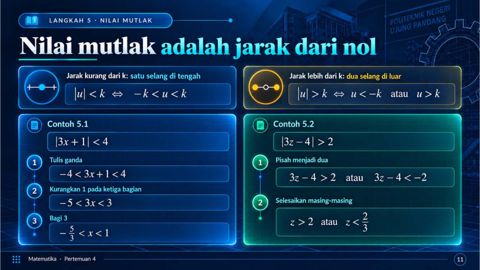 LANGKAH 5 · NILAI MUTLAK
POLITEKNIK NEGERI
UJUNG PANDANG
Nilai mutlak adalah jarak dari nol
Jarak kurang dari k: satu selang di tengah
|u| < k ⇔ −k < u < k
Jarak lebih dari k: dua selang di luar
|u| > k ⇔ u < −k atau u > k
Contoh 5.1
|3x + 1| < 4
1 Tulis ganda
−4 < 3x + 1 < 4
2 Kurangkan 1 pada ketiga bagian
−5 < 3x < 3
3 Bagi 3
−5/3 < x < 1
Contoh 5.2
|3z − 4| > 2
1 Pisah menjadi dua
3z − 4 > 2 atau 3z − 4 < −2
2 Selesaikan masing-masing
z > 2 atau z < 2/3
Matematika · Pertemuan 4
11